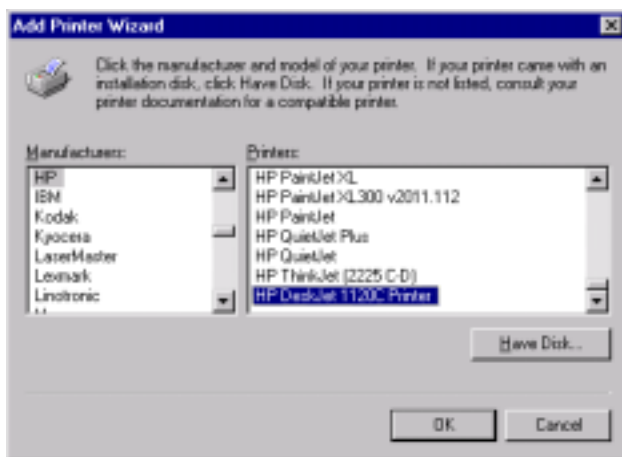 Add Printer Wizard
Click the manufacturer and model of your printer. If your printer came with an
installation disk, click Have Disk. If your printer is not listed, consult your
printer documentation for a compatible printer.
Manufacturers:
HP
IBM
Kodak
Kyocera
LaserMaster
Lexmark
Linotronic
Printers:
HP PaintJet XL
HP PaintJet XL300 v2011.112
HP PaintJet
HP QuietJet Plus
HP QuietJet
HP ThinkJet (2225 C-D)
HP DeskJet 1120C Printer
Have Disk...
OK
Cancel